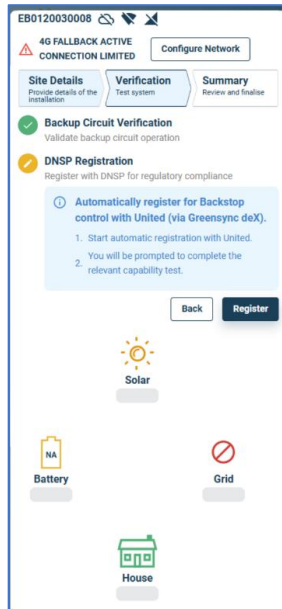 EB0120030008
4G FALLBACK ACTIVE
CONNECTION LIMITED
Configure Network
Site Details
Provide details of the
installation
Verification
Test system
Summary
Review and finalise
Backup Circuit Verification
Validate backup circuit operation
DNSP Registration
Register with DNSP for regulatory compliance
Automatically register for Backstop
control with United (via Greensync deX).
1. Start automatic registration with United.
2. You will be prompted to complete the
relevant capability test.
Back
Register
Solar
NA
Battery
Grid
House